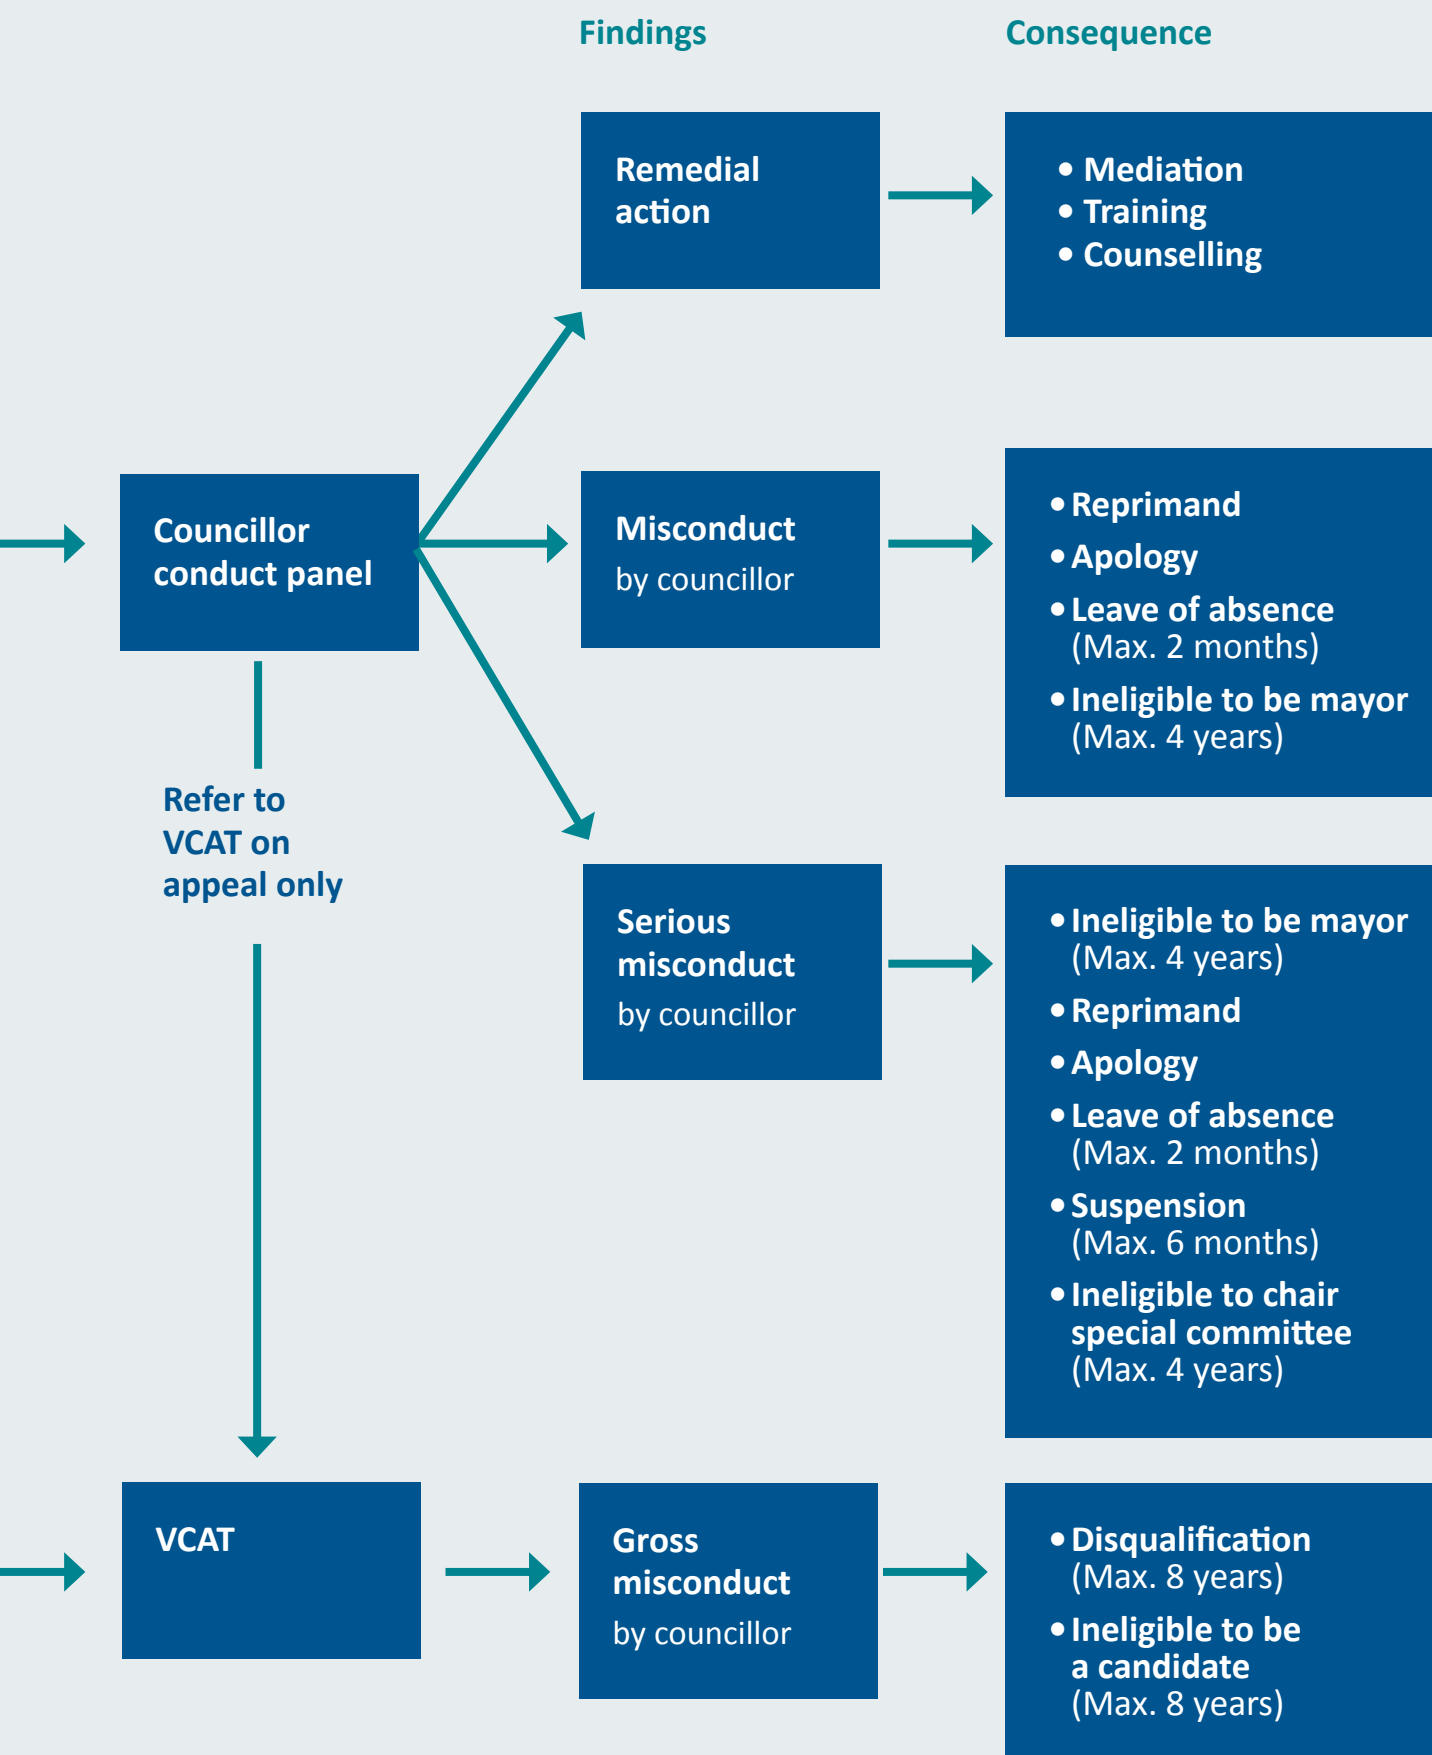 Findings
Consequence
Remedial
action
• Mediation
• Training
• Counselling
Councillor
conduct panel
Misconduct
by councillor
• Reprimand
• Apology
• Leave of absence
(Max. 2 months)
• Ineligible to be mayor
(Max. 4 years)
Refer to
VCAT on
appeal only
Serious
misconduct
by councillor
• Ineligible to be mayor
(Max. 4 years)
• Reprimand
• Apology
• Leave of absence
(Max. 2 months)
• Suspension
(Max. 6 months)
• Ineligible to chair
special committee
(Max. 4 years)
VCAT
Gross
misconduct
by councillor
• Disqualification
(Max. 8 years)
• Ineligible to be
a candidate
(Max. 8 years)